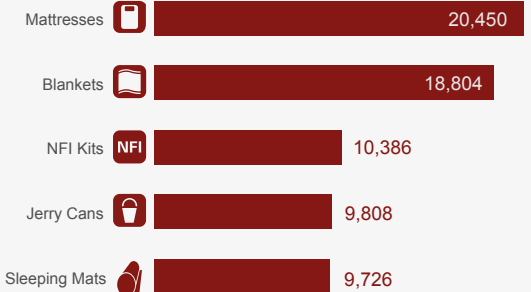 Mattresses 20,450
Blankets 18,804
NFI Kits NFI 10,386
Jerry Cans 9,808
Sleeping Mats 9,726